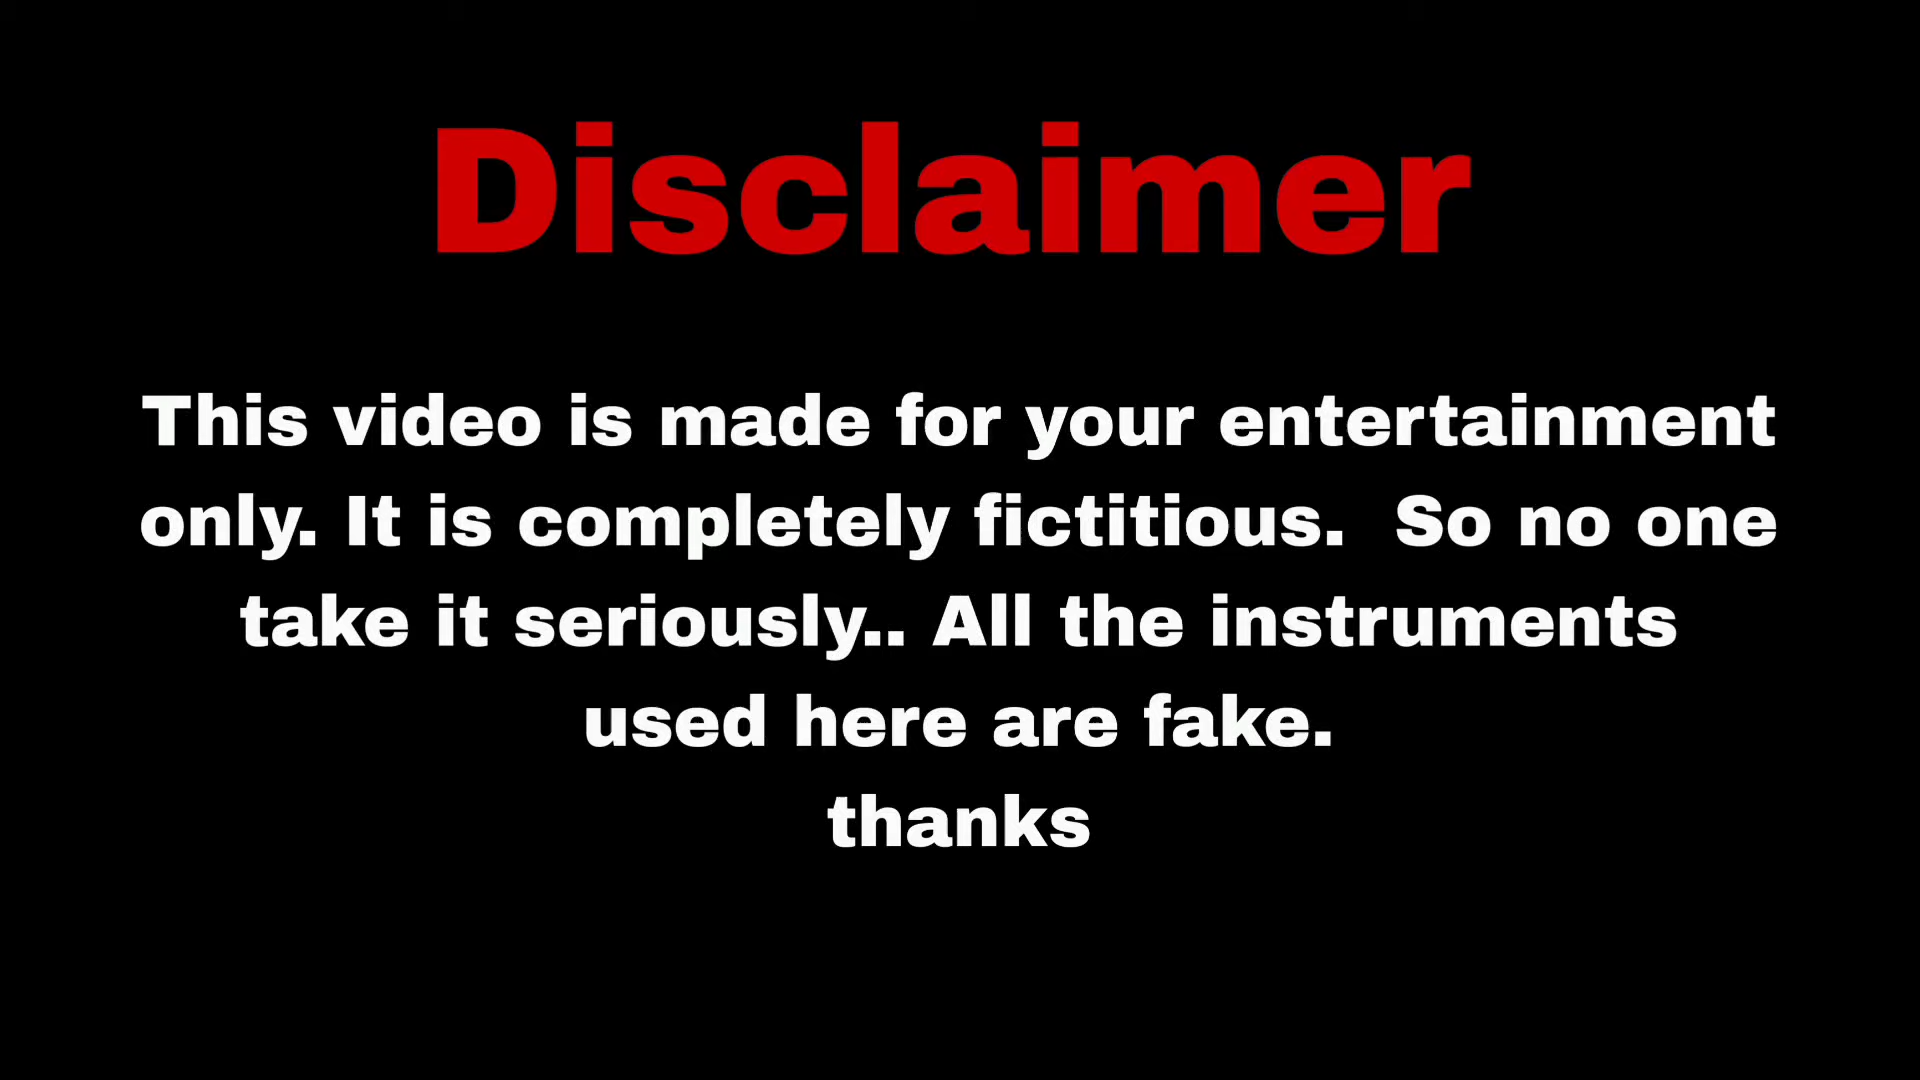 Disclaimer
This video is made for your entertainment
only. It is completely fictitious.  So no one
take it seriously.. All the instruments
used here are fake.
thanks